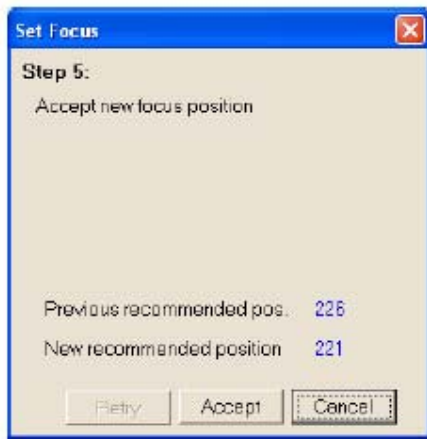 Set Focus
Step 5:
Accept new focus position
Previous recommended pos. 226
New recommended position 221
Retry Accept Cancel